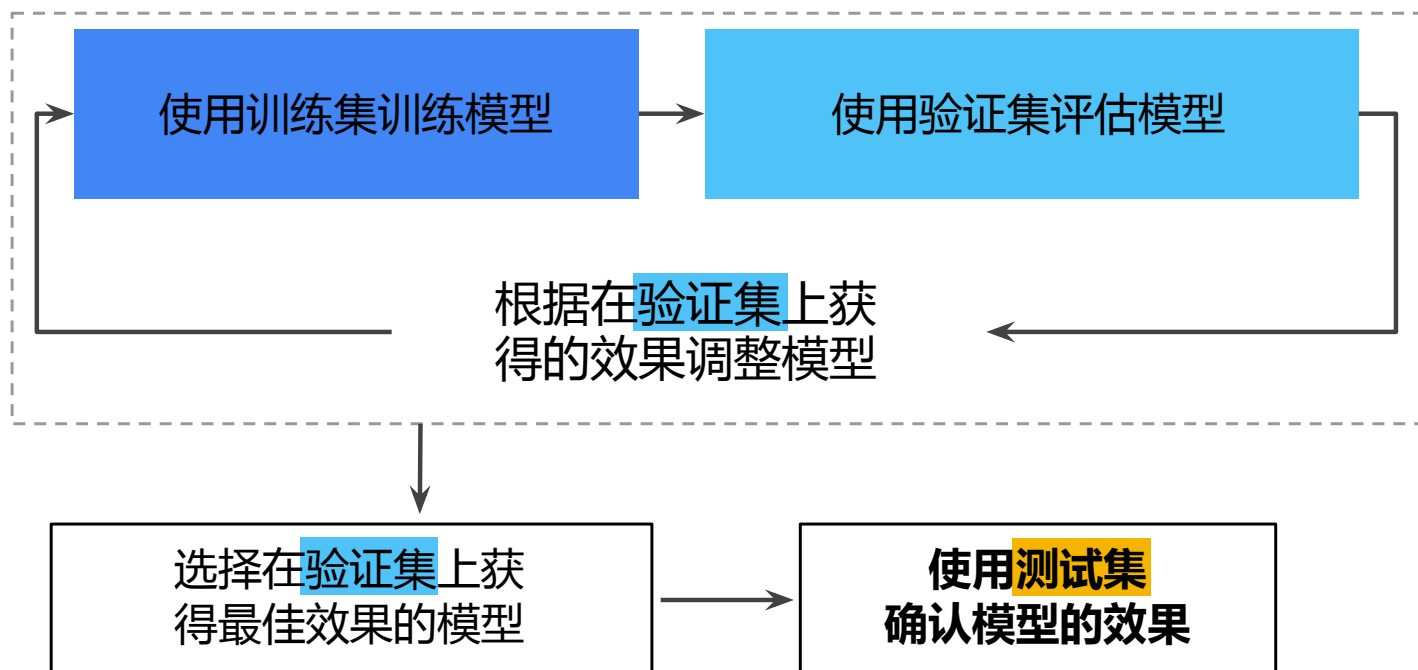 使用训练集训练模型
使用验证集评估模型
根据在验证集上获
得的效果调整模型
选择在验证集上获
得最佳效果的模型
使用测试集
确认模型的效果